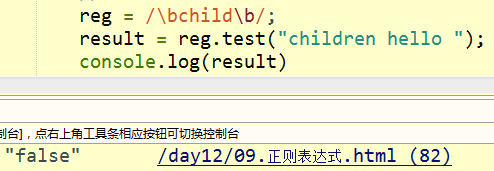 reg = /\bchild\b/;
result = reg.test("children hello ");
console.log(result)
制台]，点右上角工具条相应按钮可切换控制台
"false" /day12/09.正则表达式.html (82)